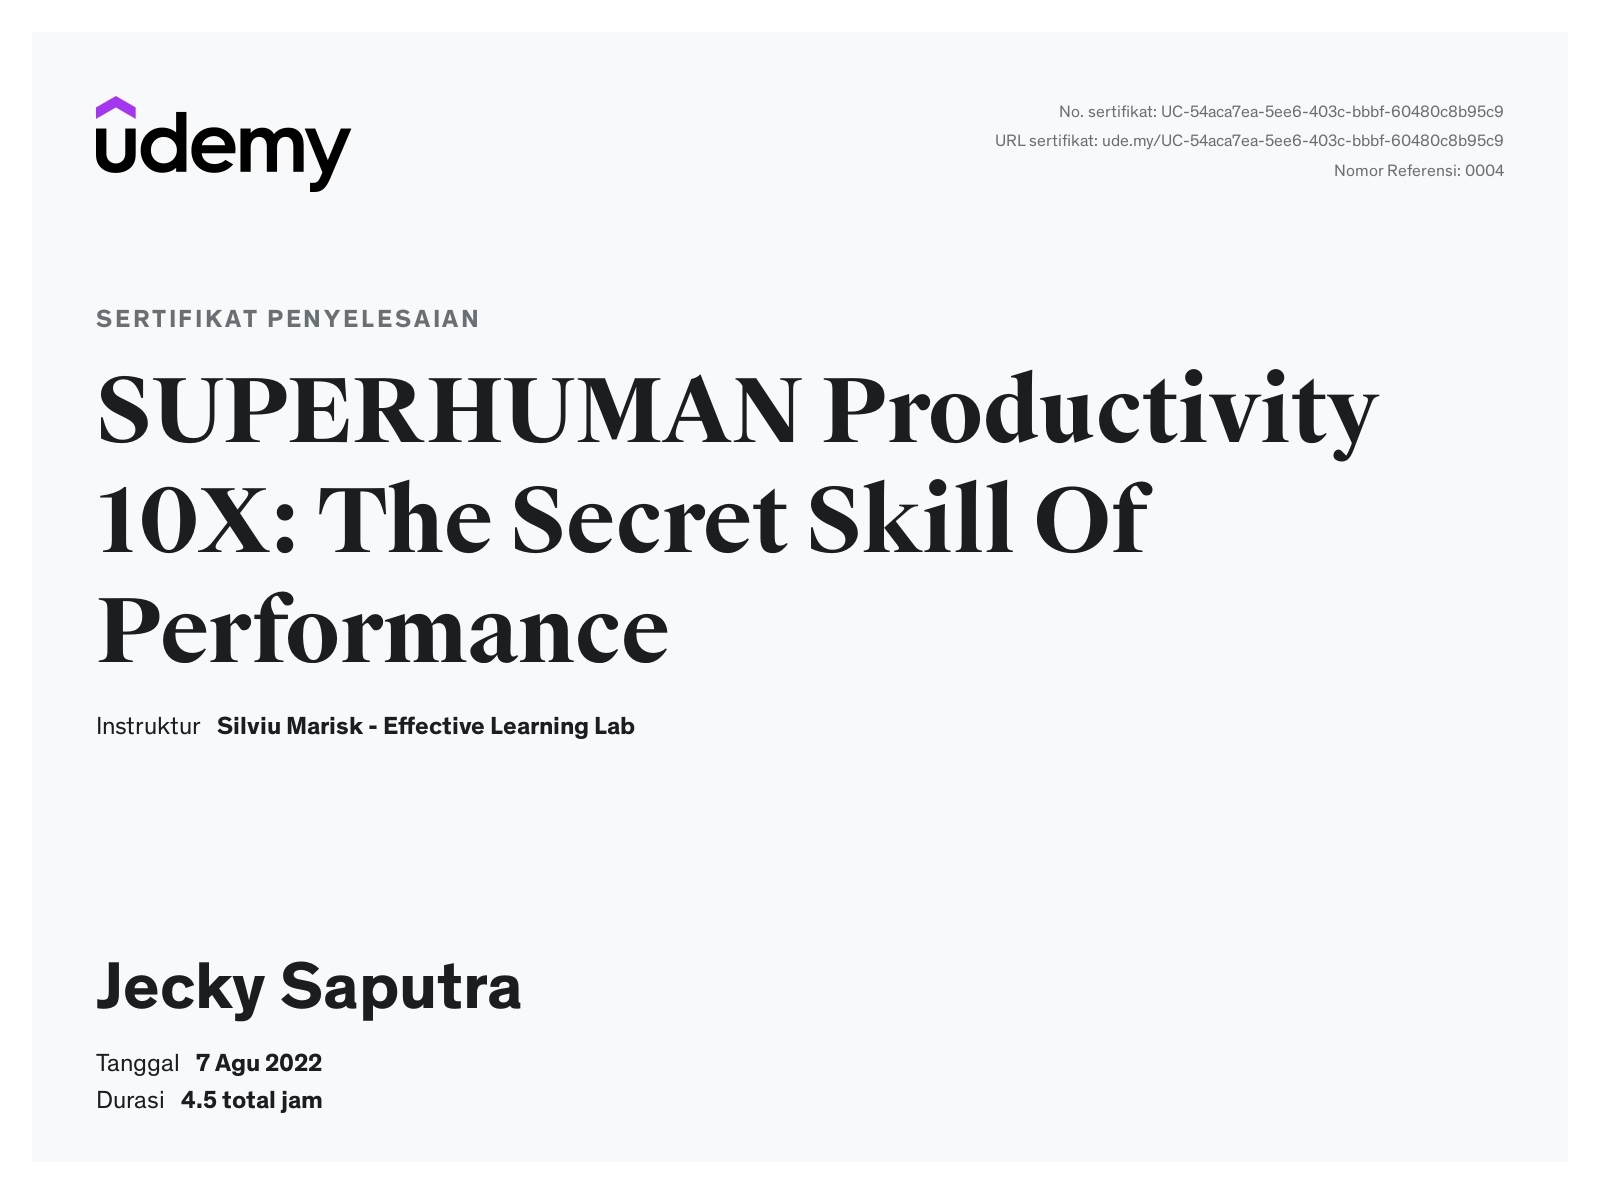 udemy
No. sertifikat: UC-54aca7ea-5ee6-403c-bbbf-60480c8b95c9
URL sertifikat: ude.my/UC-54aca7ea-5ee6-403c-bbbf-60480c8b95c9
Nomor Referensi: 0004
SERTIFIKAT PENYELESAIAN
SUPERHUMAN Productivity
10X: The Secret Skill Of
Performance
Instruktur Silviu Marisk - Effective Learning Lab
Jecky Saputra
Tanggal 7 Agu 2022
Durasi 4.5 total jam